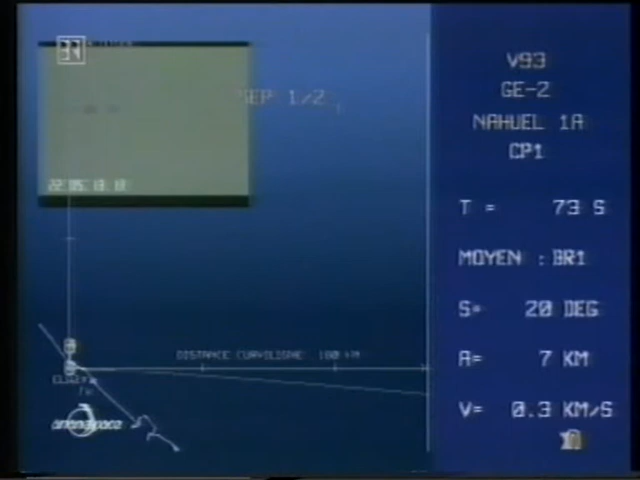 SEP 1/2
V93
GE-2
NAHUEL 1A
CP1
T = 73 S
MOYEN : BR1
S= 20 DEG
A= 7 KM
V= 0.3 KM/S
DISTANCE CURVILIGNE 100 KM
arianespace